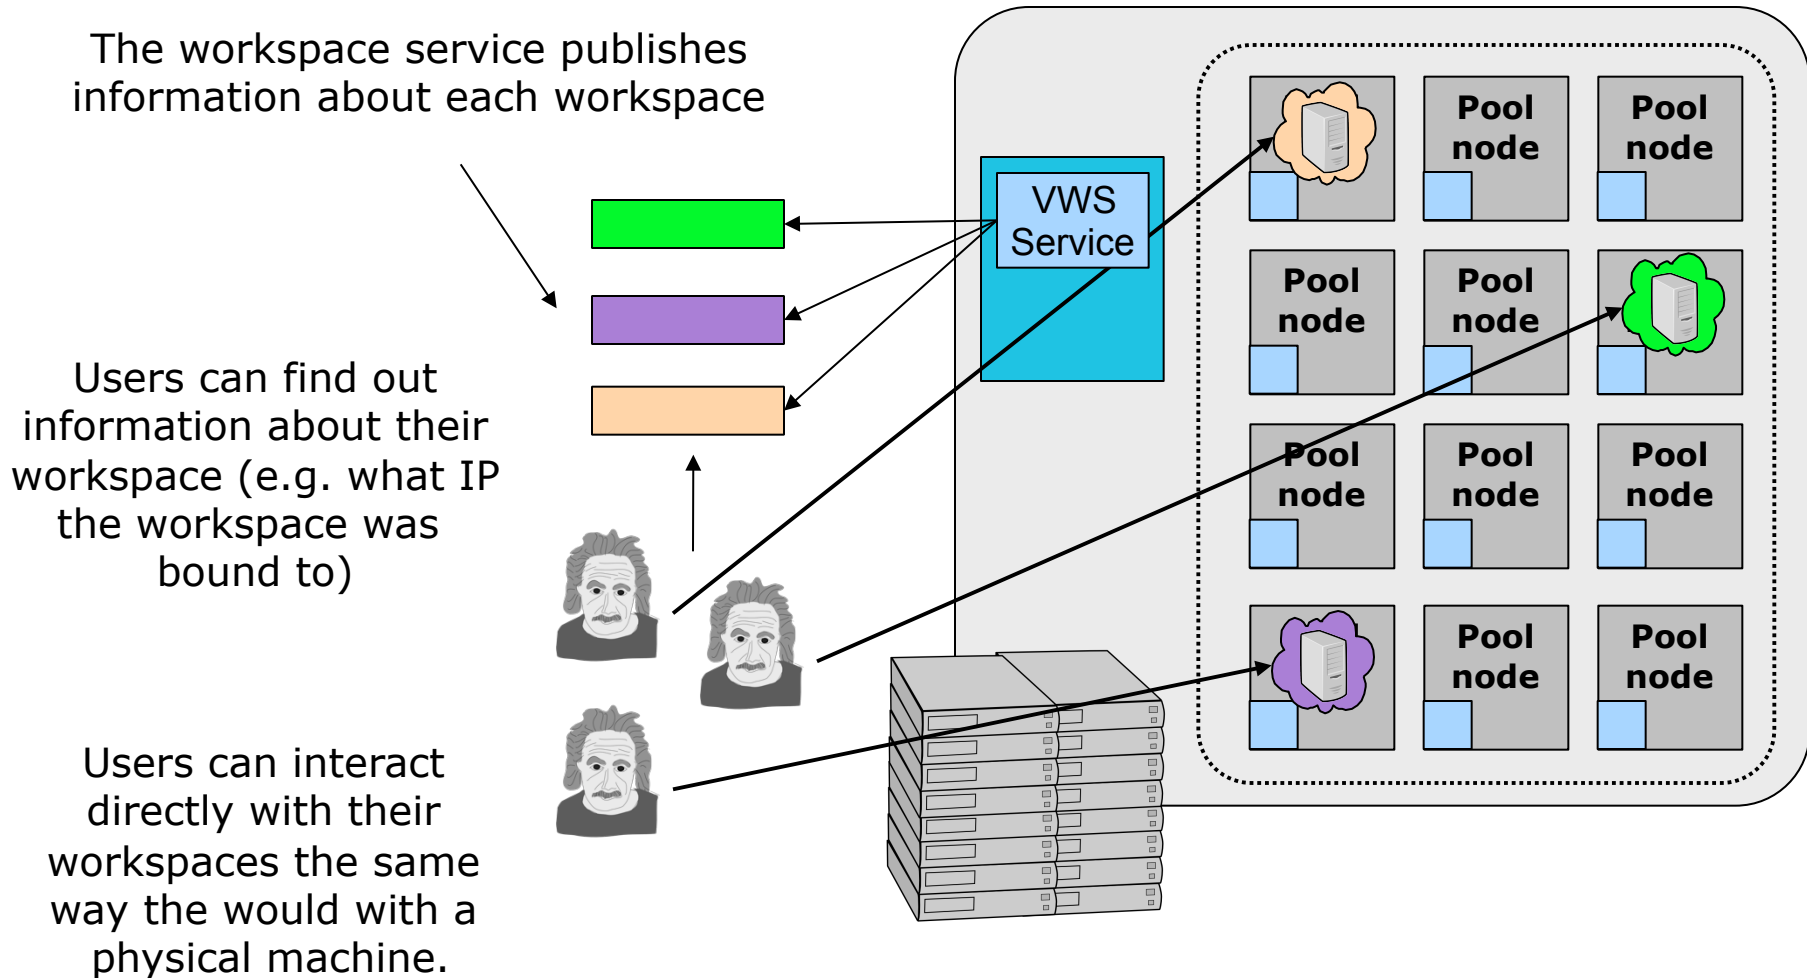 The workspace service publishes
information about each workspace
Users can find out
information about their
workspace (e.g. what IP
the workspace was
bound to)
Users can interact
directly with their
workspaces the same
way the would with a
physical machine.
VWS
Service
Pool
node
Pool
node
Pool
node
Pool
node
Pool
node
Pool
node
Pool
node
Pool
node
Pool
node